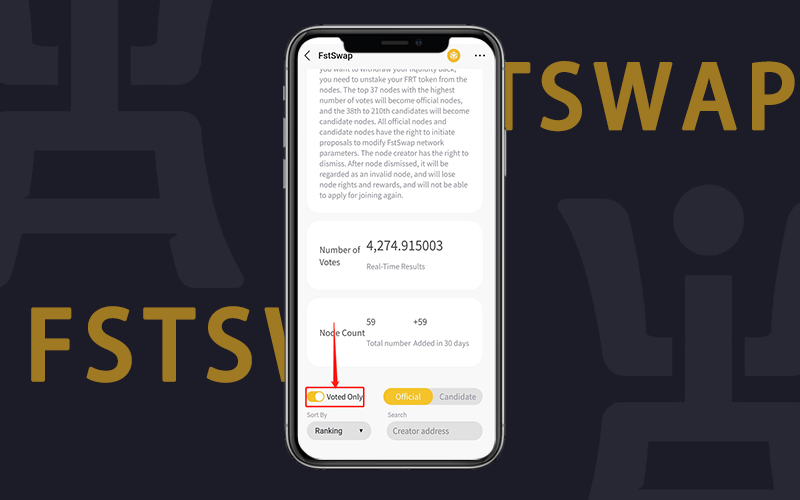 FstSwap
you want to withdraw your liquidity back,
you need to unstake your FRT token from the
nodes. The top 37 nodes with the highest
number of votes will become official nodes,
and the 38th to 210th candidates will become
candidate nodes. All official nodes and
candidate nodes have the right to initiate
proposals to modify FstSwap network
parameters. The node creator has the right to
dismiss. After node dismissed, it will be
regarded as an invalid node, and will lose
node rights and rewards, and will not be able
to apply for joining again.
TSWAP
Number of
Votes
4,274.915003
Real-Time Results
FSTSW
Node Count
59
Total number
+59
Added in 30 days
Voted Only
Official
Candidate
Sort By
Search
Ranking
Creator address